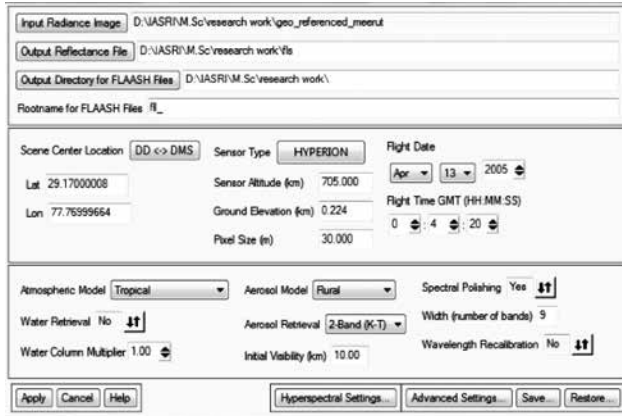 Input Radiance Image D:\IASRI\M.Sc\research work\geo_referenced_meerut
Output Reflectance File D:\IASRI\M.Sc\research work\fls
Output Directory for FLAASH Files D:\IASRI\M.Sc\research work\
Rootname for FLAASH Files fl_
Scene Center Location DD <-> DMS
Lat 29.17000008
Lon 77.76999664
Sensor Type HYPERION
Sensor Altitude (km) 705.000
Ground Elevation (km) 0.224
Pixel Size (m) 30.000
Flight Date
Apr 13 2005
Flight Time GMT (HH:MM:SS)
0 : 4 : 20
Atmospheric Model Tropical
Water Retrieval No
Water Column Multiplier 1.00
Aerosol Model Rural
Aerosol Retrieval 2-Band (K-T)
Initial Visibility (km) 10.00
Spectral Polishing Yes
Width (number of bands) 9
Wavelength Recalibration No
Apply Cancel Help Hyperspectral Settings... Advanced Settings... Save... Restore...